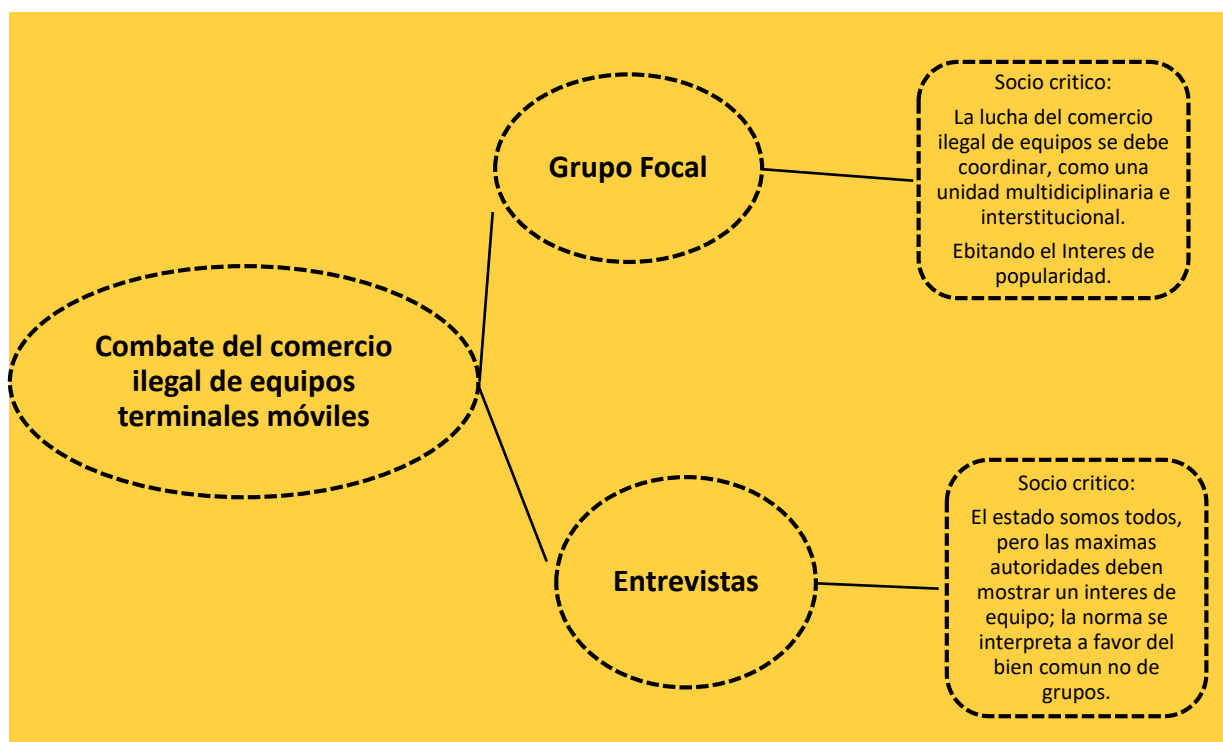 Combate del comercio
ilegal de equipos
terminales móviles
Grupo Focal
Socio critico:
La lucha del comercio
ilegal de equipos se debe
coordinar, como una
unidad multidiciplinaria e
interstitucional.
Ebitando el Interes de
popularidad.
Entrevistas
Socio critico:
El estado somos todos,
pero las maximas
autoridades deben
mostrar un interes de
equipo; la norma se
interpreta a favor del
bien comun no de
grupos.